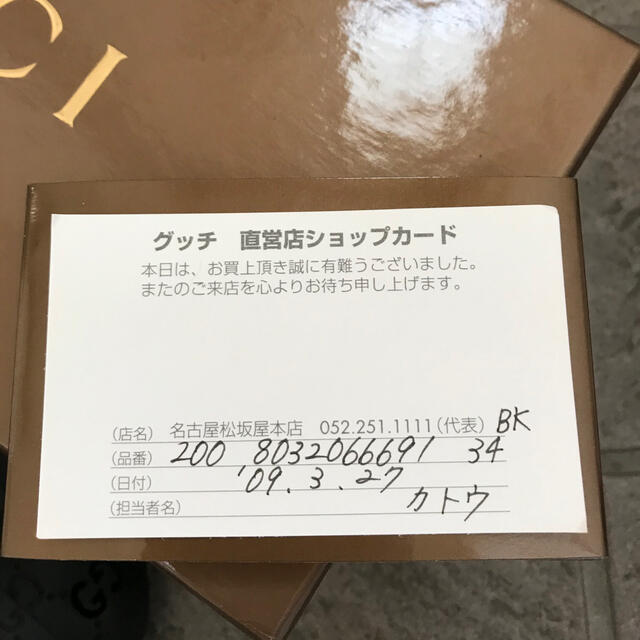 CI
グッチ 直営店ショップカード
本日は、お買上頂き誠に有難うございました。
またのご来店を心よりお待ち申し上げます。
(店名) 名古屋松坂屋本店 052.251.1111(代表) BK
(品番) 200 8032066691 34
(日付) '09.3.27
(担当者名) カトウ